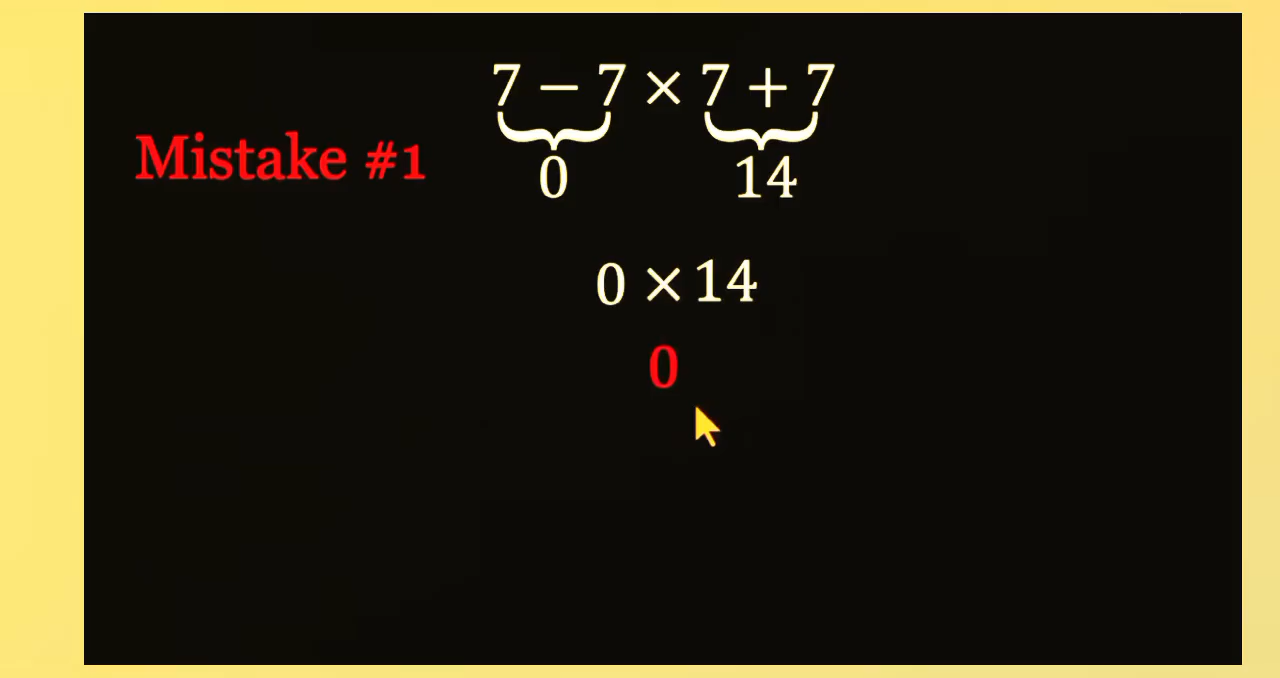 7 − 7 × 7 + 7
Mistake #1
0 14
0 × 14
0